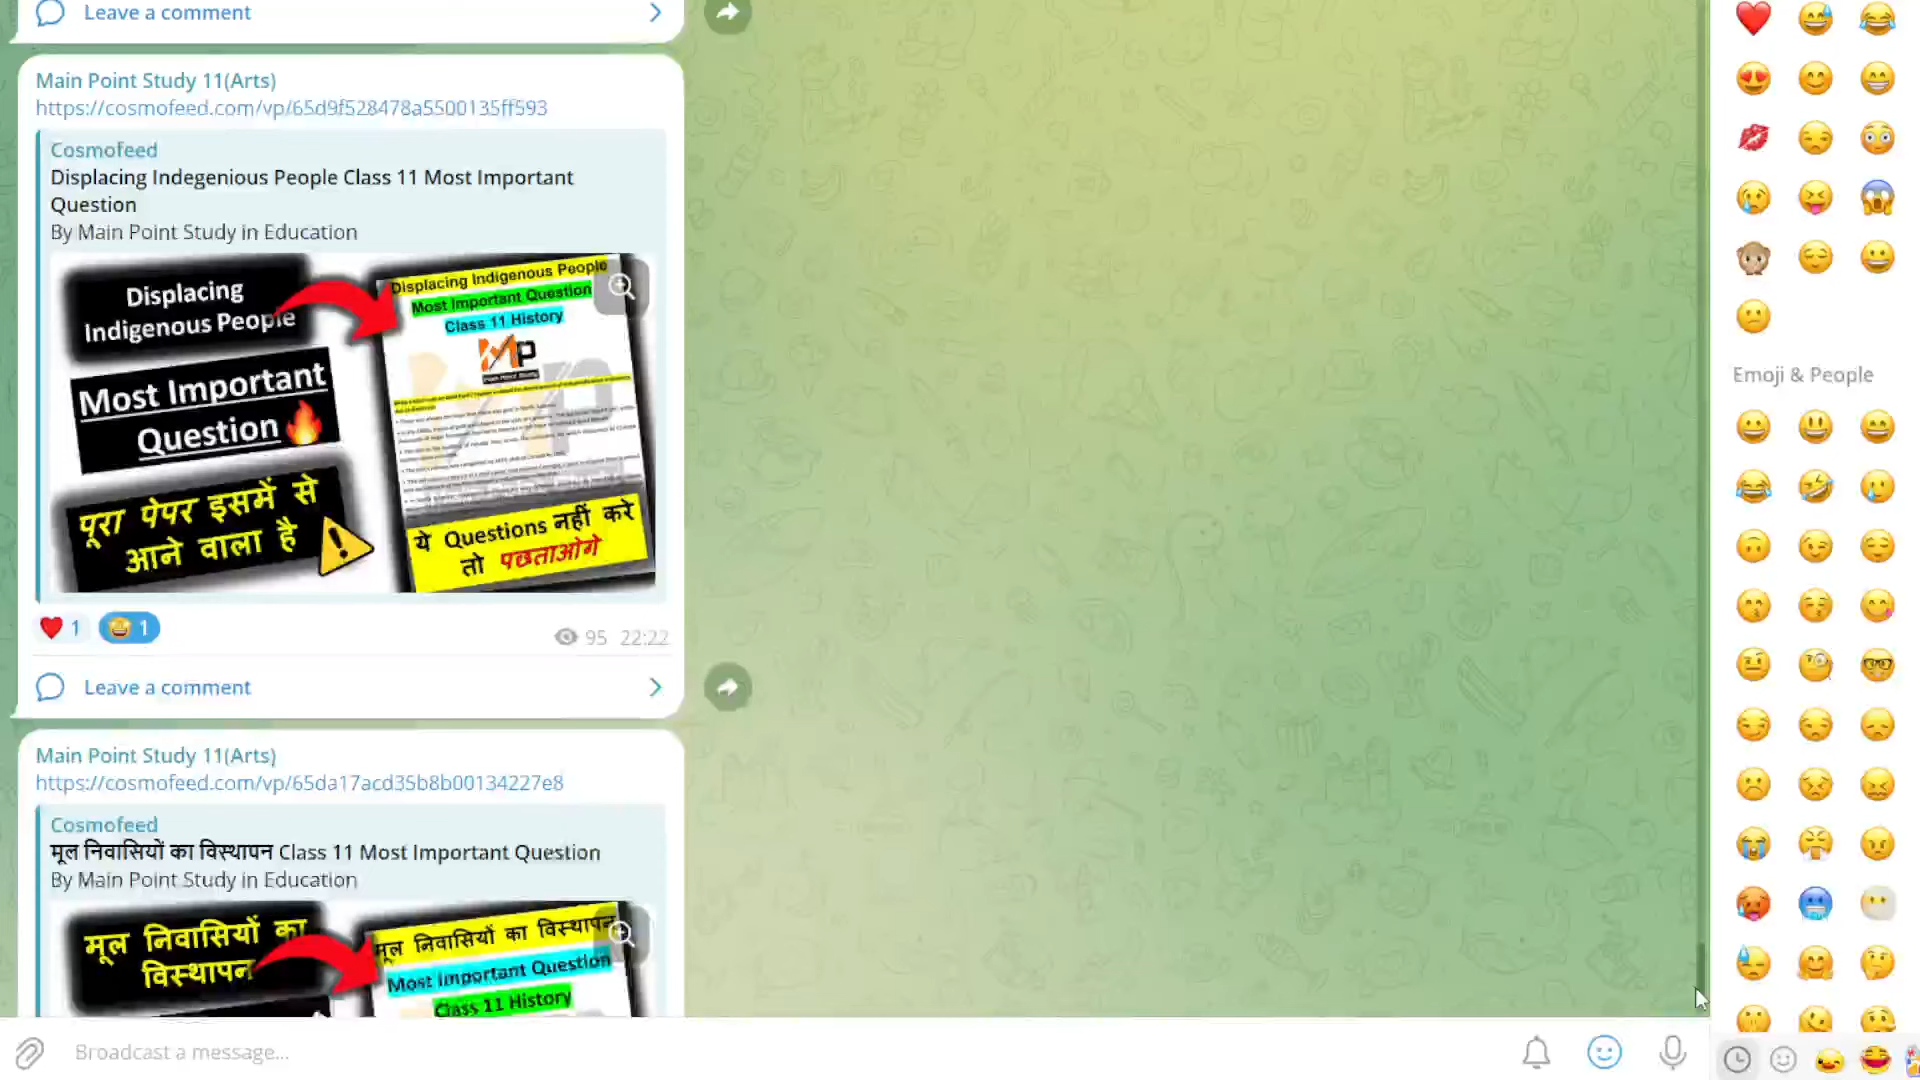 Leave a comment
Main Point Study 11(Arts)
https://cosmofeed.com/vp/65d9f528478a5500135ff593
Cosmofeed
Displacing Indegenious People Class 11 Most Important
Question
By Main Point Study in Education
Displacing
Indigenous People
Most Important
Question
पूरा पेपर इसमें से
आने वाला है
Displacing Indigenous People
Most Important Question
Class 11 History
MP
ये Questions नहीं करे
तो पछताओगे
1
1
95 22:22
Leave a comment
Main Point Study 11(Arts)
https://cosmofeed.com/vp/65da17acd35b8b00134227e8
Cosmofeed
मूल निवासियों का विस्थापन Class 11 Most Important Question
By Main Point Study in Education
मूल निवासियों का
विस्थापन
मूल निवासियों का विस्थापन
Most Important Question
Class 11 History
Broadcast a message...
Emoji & People